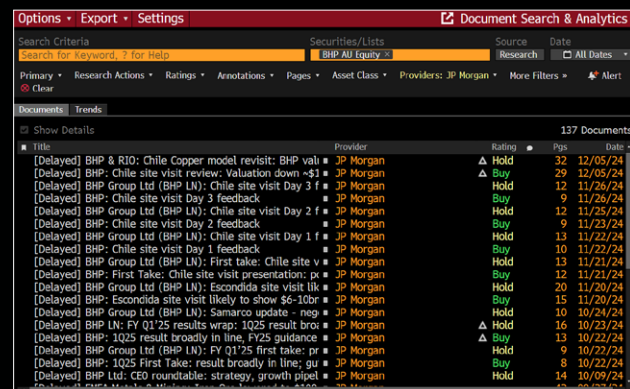 Options Export Settings Document Search & Analytics
Search Criteria Securities/Lists Source Date
Search for Keyword, ? for Help BHP AU Equity × Research All Dates
Primary Research Actions Ratings Annotations Pages Asset Class Providers: JP Morgan More Filters » Alert
Clear
Documents Trends
Show Details 137 Documents
Title Provider Rating Pgs Date
[Delayed] BHP & RIO: Chile Copper model revisit: BHP JP Morgan Hold 32 12/05/24
[Delayed] BHP: Chile site visit review: Valuation down ~$1 JP Morgan Buy 29 12/05/24
[Delayed] BHP Group Ltd (BHP LN): Chile site visit Day 3 f JP Morgan Hold 12 11/26/24
[Delayed] BHP: Chile site visit Day 3 feedback JP Morgan Buy 9 11/26/24
[Delayed] BHP Group Ltd (BHP LN): Chile site visit Day 2 f JP Morgan Hold 12 11/25/24
[Delayed] BHP: Chile site visit Day 2 feedback JP Morgan Buy 9 11/23/24
[Delayed] BHP Group Ltd (BHP LN): Chile site visit Day 1 f JP Morgan Hold 13 11/22/24
[Delayed] BHP: Chile site visit Day 1 feedback JP Morgan Buy 10 11/22/24
[Delayed] BHP Group Ltd (BHP LN): First take: Chile site v JP Morgan Hold 13 11/21/24
[Delayed] BHP: First Take: Chile site visit presentation: JP Morgan Buy 12 11/21/24
[Delayed] BHP Group Ltd (BHP LN): Escondida site visit lik JP Morgan Hold 20 11/20/24
[Delayed] BHP: Escondida site visit likely to show $6-10bn JP Morgan Buy 15 11/20/24
[Delayed] BHP Group Ltd (BHP LN): Samarco update - neg JP Morgan Hold 10 10/24/24
[Delayed] BHP LN: FY Q1'25 results wrap: 1Q25 result broa JP Morgan Hold 16 10/23/24
[Delayed] BHP: 1Q25 result broadly in line, FY25 guidance JP Morgan Buy 13 10/22/24
[Delayed] BHP Group Ltd (BHP LN): FY Q1'25 first take: pr JP Morgan Hold 9 10/22/24
[Delayed] BHP: 1Q25 First Take: result broadly in line; gu JP Morgan Buy 8 10/22/24
[Delayed] BHP Ltd: CEO roundtable: strategy, growth pipel JP Morgan Hold 14 10/09/24